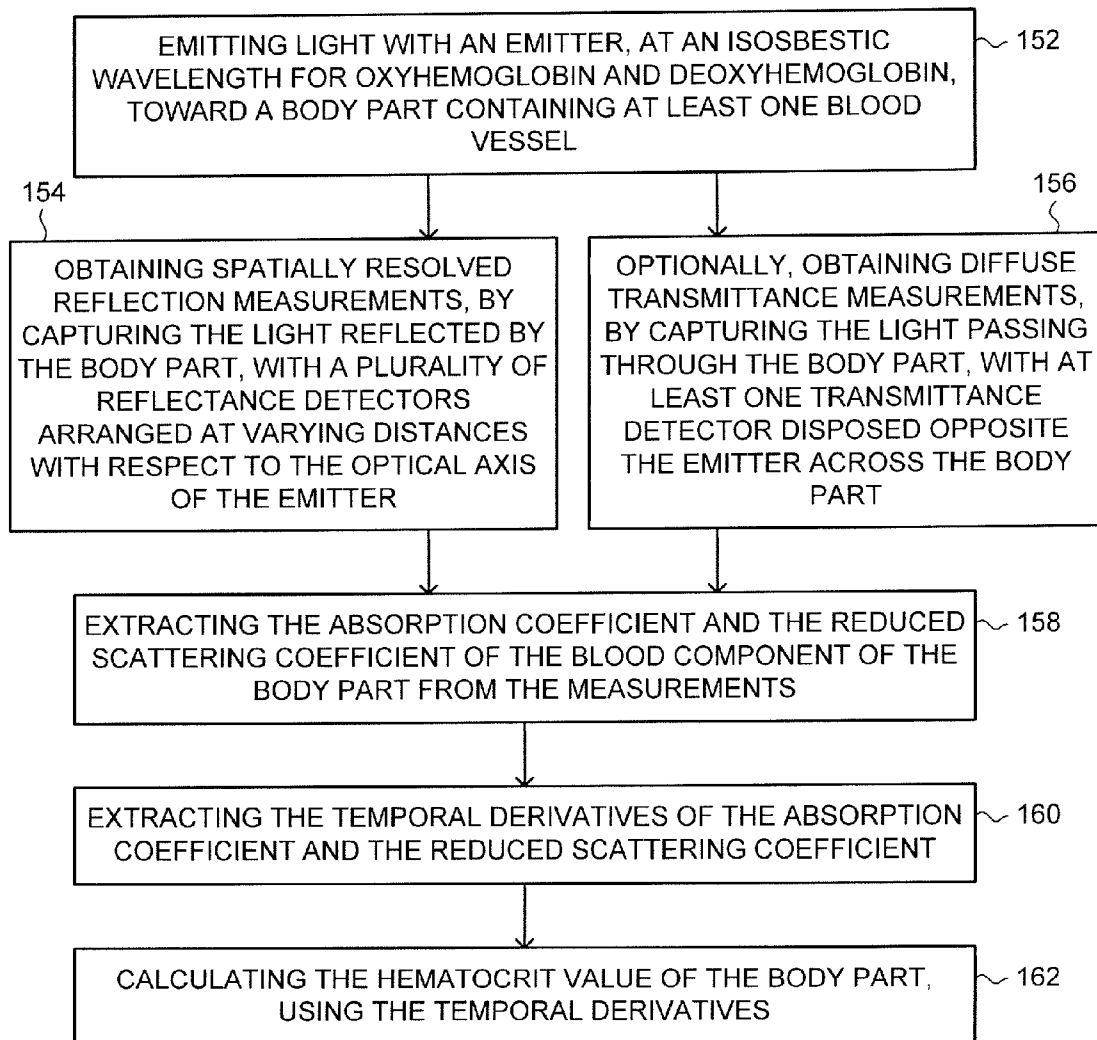 EMITTING LIGHT WITH AN EMITTER, AT AN ISOSBESTIC
WAVELENGTH FOR OXYHEMOGLOBIN AND DEOXYHEMOGLOBIN,
TOWARD A BODY PART CONTAINING AT LEAST ONE BLOOD
VESSEL
152
154
OBTAINING SPATIALLY RESOLVED
REFLECTION MEASUREMENTS, BY
CAPTURING THE LIGHT REFLECTED BY
THE BODY PART, WITH A PLURALITY OF
REFLECTANCE DETECTORS
ARRANGED AT VARYING DISTANCES
WITH RESPECT TO THE OPTICAL AXIS
OF THE EMITTER
156
OPTIONALLY, OBTAINING DIFFUSE
TRANSMITTANCE MEASUREMENTS,
BY CAPTURING THE LIGHT PASSING
THROUGH THE BODY PART, WITH AT
LEAST ONE TRANSMITTANCE
DETECTOR DISPOSED OPPOSITE
THE EMITTER ACROSS THE BODY
PART
EXTRACTING THE ABSORPTION COEFFICIENT AND THE REDUCED
SCATTERING COEFFICIENT OF THE BLOOD COMPONENT OF THE
BODY PART FROM THE MEASUREMENTS
158
EXTRACTING THE TEMPORAL DERIVATIVES OF THE ABSORPTION
COEFFICIENT AND THE REDUCED SCATTERING COEFFICIENT
160
CALCULATING THE HEMATOCRIT VALUE OF THE BODY PART,
USING THE TEMPORAL DERIVATIVES
162